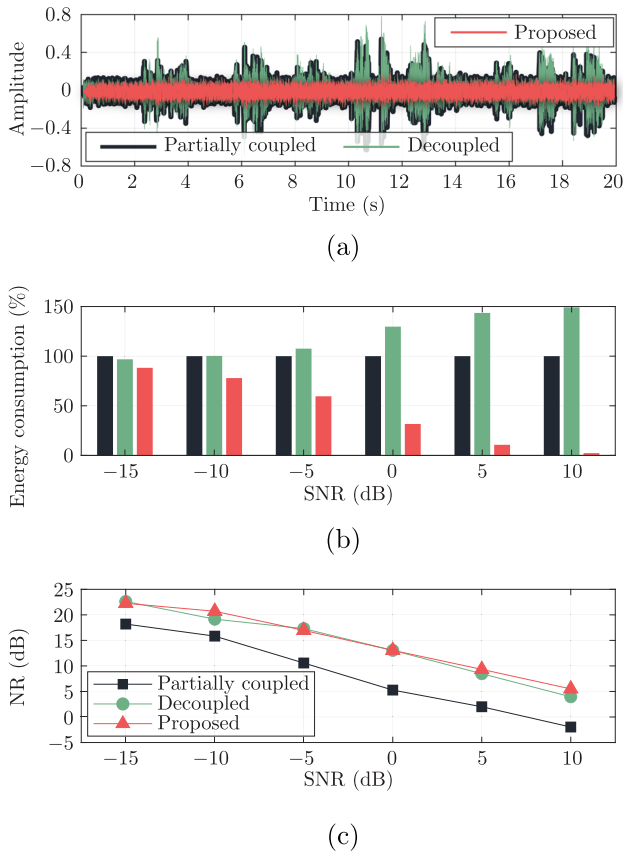 Amplitude
0.8
0.4
0
−0.4
−0.8
Proposed
Partially coupled
Decoupled
0 2 4 6 8 10 12 14 16 18 20
Time (s)
(a)
Energy consumption (%)
150
100
50
0
−15 −10 −5 0 5 10
SNR (dB)
(b)
NR (dB)
25
20
15
10
5
0
−5
Partially coupled
Decoupled
Proposed
−15 −10 −5 0 5 10
SNR (dB)
(c)